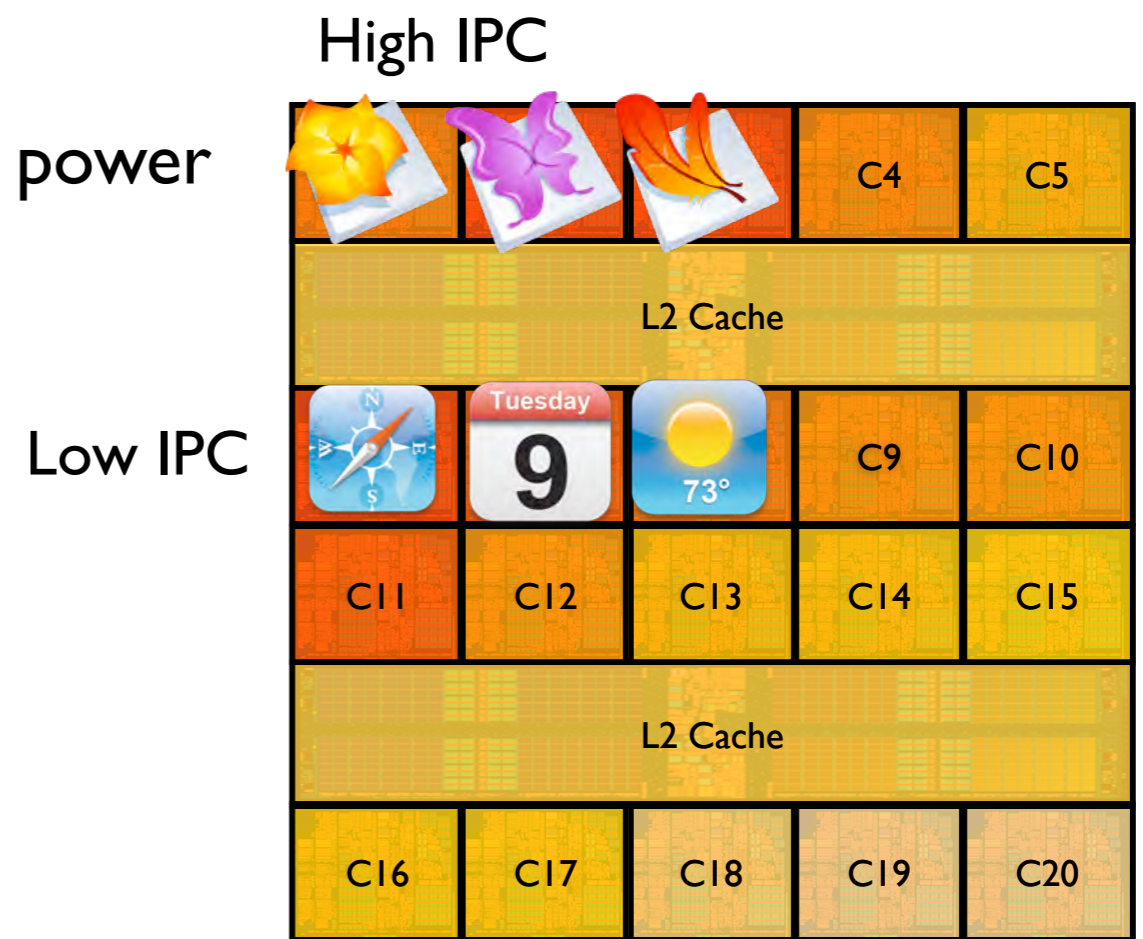 High IPC
power
C4
C5
L2 Cache
Low IPC
N
W
E
S
Tuesday
9
73°
C9
C10
C11
C12
C13
C14
C15
L2 Cache
C16
C17
C18
C19
C20